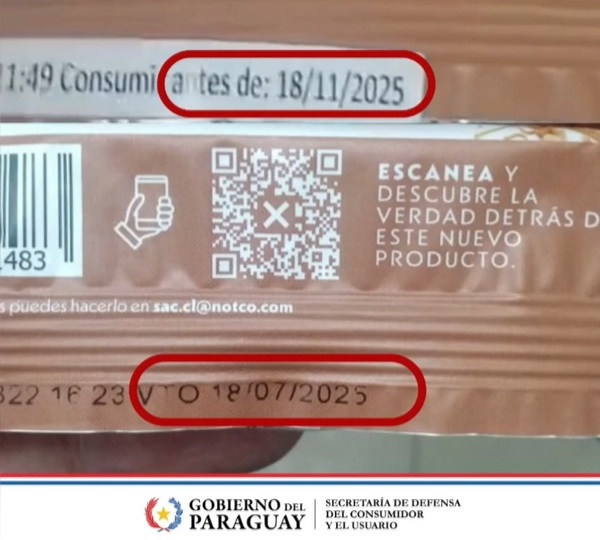 11:49 Consumi antes de: 18/11/2025
ESCANEA Y
DESCUBRE LA
VERDAD DETRÁS D
ESTE NUEVO
PRODUCTO.
483
s puedes hacerlo en sac.cl@notco.com
322 16 23 VTO 18/07/2025
GOBIERNO DEL
PARAGUAY
SECRETARÍA DE DEFENSA
DEL CONSUMIDOR
Y EL USUARIO